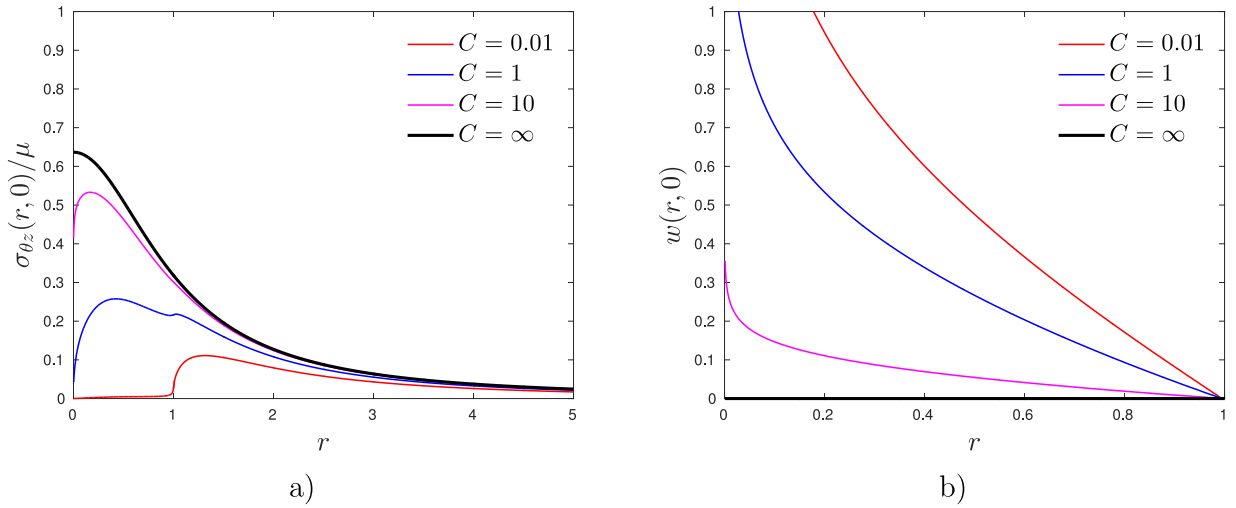 1
0.9
0.8
0.7
0.6
0.5
0.4
0.3
0.2
0.1
0
σθz(r, 0)/μ
C = 0.01
C = 1
C = 10
C = ∞
0 1 2 3 4 5
r
a)
1
0.9
0.8
0.7
0.6
0.5
0.4
0.3
0.2
0.1
0
w(r, 0)
C = 0.01
C = 1
C = 10
C = ∞
0 0.2 0.4 0.6 0.8 1
r
b)